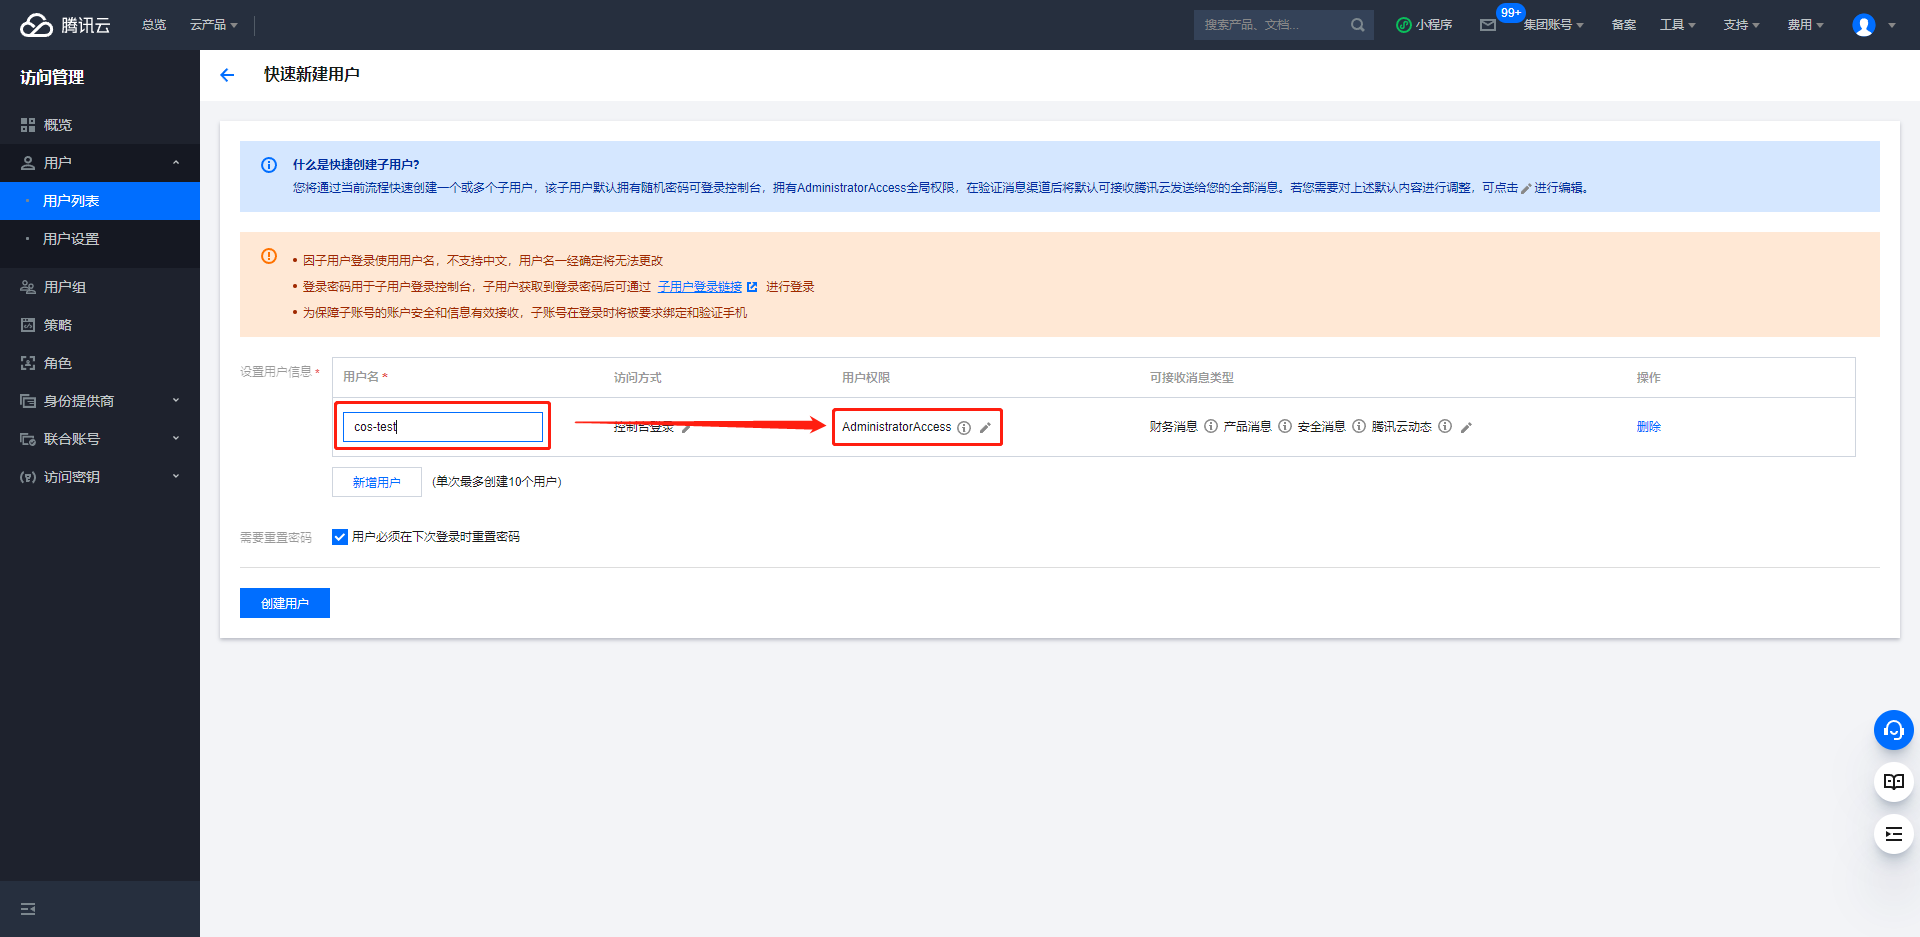 腾讯云 总览 云产品 搜索产品、文档... 小程序 99+ 集团账号 备案 工具 支持 费用
访问管理
概览
用户
用户列表
用户设置
用户组
策略
角色
身份提供商
联合账号
访问密钥
快速新建用户
什么是快捷创建子用户?
您将通过当前流程快速创建一个或多个子用户，该子用户默认拥有随机密码可登录控制台，拥有AdministratorAccess全局权限，在验证消息渠道后将默认可接收腾讯云发送给您的全部消息。若您需要对上述默认内容进行调整，可点击 进行编辑。
• 因子用户登录使用用户名，不支持中文，用户名一经确定将无法更改
• 登录密码用于子用户登录控制台，子用户获取到登录密码后可通过 子用户登录链接 进行登录
• 为保障子账号的账户安全和信息有效接收，子账号在登录时将被要求绑定和验证手机
设置用户信息 * 用户名 * 访问方式 用户权限 可接收消息类型 操作
cos-test 控制台登录 AdministratorAccess 财务消息 产品消息 安全消息 腾讯云动态 删除
新增用户 (单次最多创建10个用户)
需要重置密码 用户必须在下次登录时重置密码
创建用户